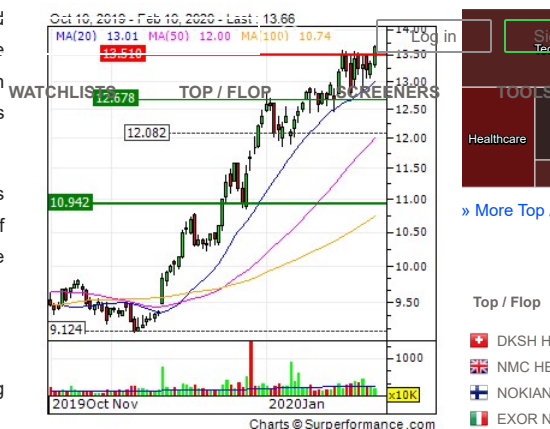 Oct 18, 2019 - Feb 10, 2020 - Last : 13.66
MA(20) 13.01 MA(50) 12.00 MA(100) 10.74
14.00
Log in
13.510
13.50
WATCHLISTS TOP / FLOP SCREENERS TOOLS
12.678
13.00
12.50
12.082
12.00
Healthcare
11.50
10.942
11.00
» More Top
10.50
10.00
9.50
Top / Flop
9.124
DKSH H
1000
NMC HE
x10K
NOKIAN
2019Oct Nov 2020Jan
EXOR N
Charts © Surperformance.com